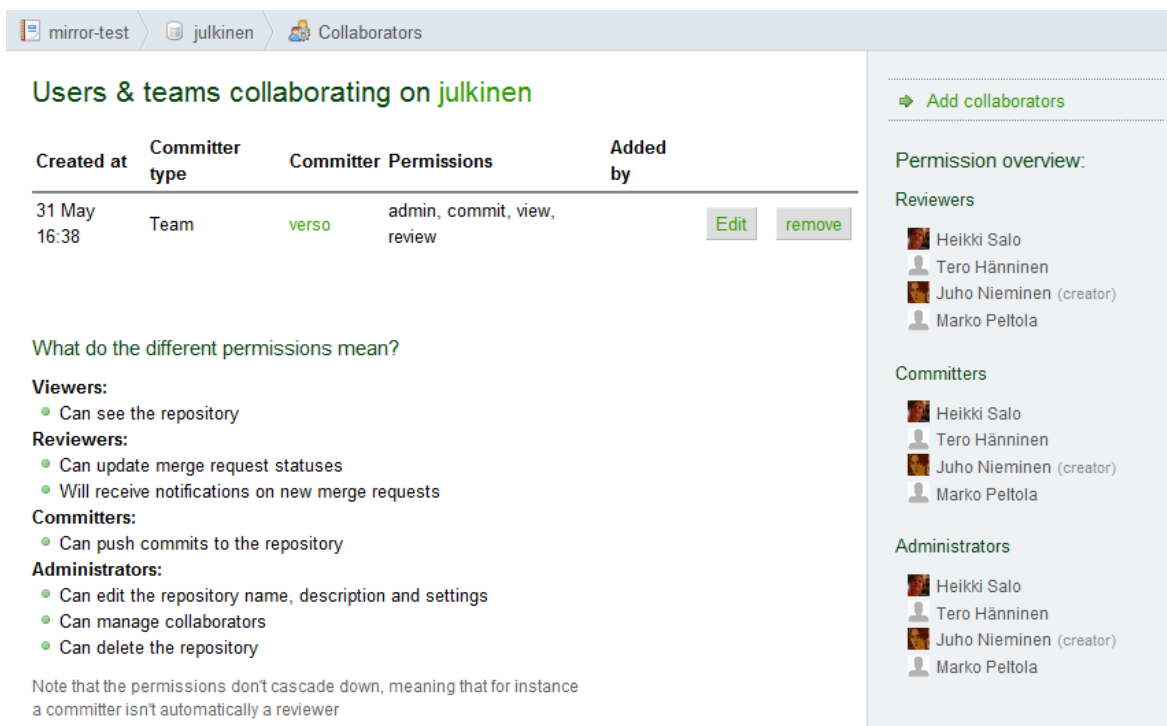 mirror-test julkinen Collaborators
Users & teams collaborating on julkinen
Created at Committer type Committer Permissions Added by
31 May 16:38 Team verso admin, commit, view, review Edit remove
What do the different permissions mean?
Viewers:
Can see the repository
Reviewers:
Can update merge request statuses
Will receive notifications on new merge requests
Committers:
Can push commits to the repository
Administrators:
Can edit the repository name, description and settings
Can manage collaborators
Can delete the repository
Note that the permissions don't cascade down, meaning that for instance
a committer isn't automatically a reviewer
Add collaborators
Permission overview:
Reviewers
Heikki Salo
Tero Hänninen
Juho Nieminen (creator)
Marko Peltola
Committers
Heikki Salo
Tero Hänninen
Juho Nieminen (creator)
Marko Peltola
Administrators
Heikki Salo
Tero Hänninen
Juho Nieminen (creator)
Marko Peltola